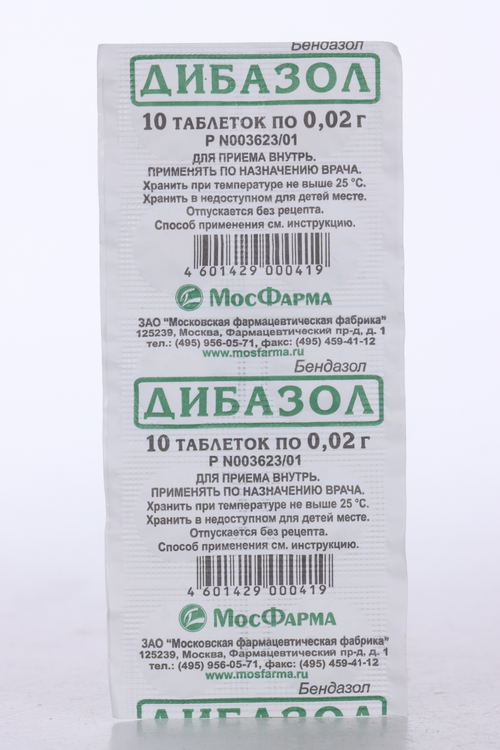 Бендазол
ДИБАЗОЛ
10 ТАБЛЕТОК ПО 0,02 г
Р N003623/01
ДЛЯ ПРИЕМА ВНУТРЬ.
ПРИМЕНЯТЬ ПО НАЗНАЧЕНИЮ ВРАЧА.
Хранить при температуре не выше 25 °С.
Хранить в недоступном для детей месте.
Отпускается без рецепта.
Способ применения см. инструкцию.
4 601429 000419
МосФарма
ЗАО "Московская фармацевтическая фабрика"
125239, Москва, Фармацевтический пр-д, д. 1
тел.: (495) 956-05-71, факс: (495) 459-41-12
www.mosfarma.ru
Бендазол
ДИБАЗОЛ
10 ТАБЛЕТОК ПО 0,02 г
Р N003623/01
ДЛЯ ПРИЕМА ВНУТРЬ.
ПРИМЕНЯТЬ ПО НАЗНАЧЕНИЮ ВРАЧА.
Хранить при температуре не выше 25 °С.
Хранить в недоступном для детей месте.
Отпускается без рецепта.
Способ применения см. инструкцию.
4 601429 000419
МосФарма
ЗАО "Московская фармацевтическая фабрика"
125239, Москва, Фармацевтический пр-д, д. 1
тел.: (495) 956-05-71, факс: (495) 459-41-12
www.mosfarma.ru
Бендазол
ДИБАЗОЛ